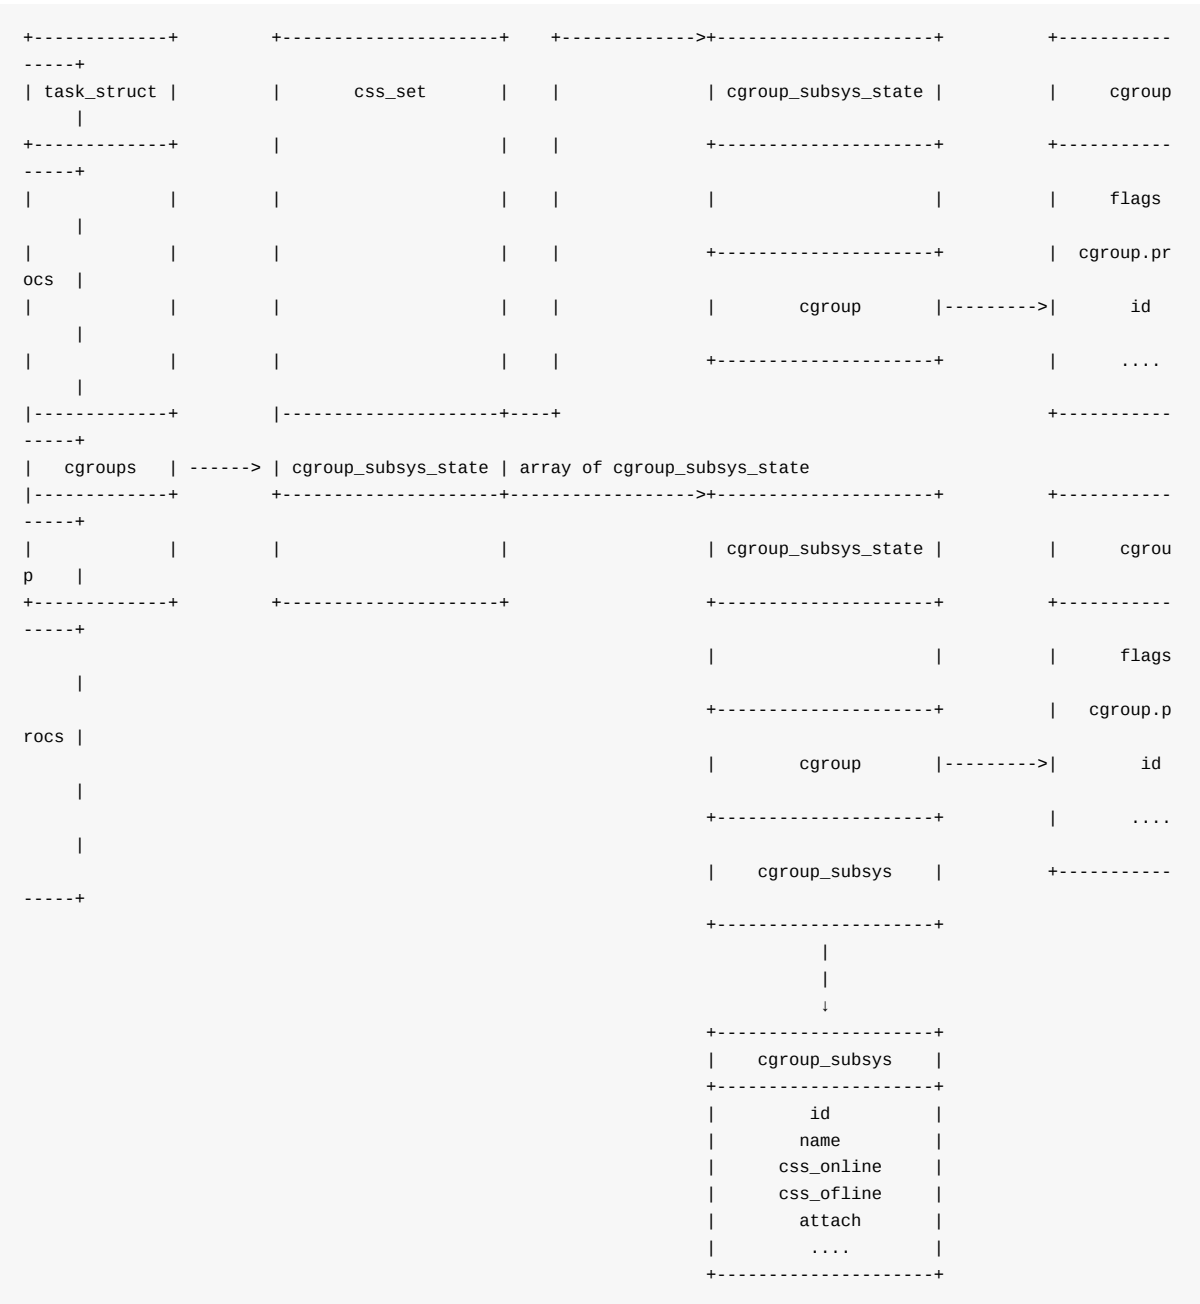 +-------------+         +---------------------+    +------------->+---------------------+          +-----------
-----+
| task_struct |         |       css_set       |    |              | cgroup_subsys_state |          |     cgroup
     |
+-------------+         |                     |    |              +---------------------+          +-----------
-----+
|             |         |                     |    |              |                     |          |     flags
     |
|             |         |                     |    |              +---------------------+          |  cgroup.pr
ocs  |
|             |         |                     |    |              |        cgroup       |--------->|       id
     |
|             |         |                     |    |              +---------------------+          |      ....
     |
|-------------+         |---------------------+----+                                               +-----------
-----+
|   cgroups   | ------> | cgroup_subsys_state | array of cgroup_subsys_state
|-------------+         +---------------------+------------------>+---------------------+          +-----------
-----+
|             |         |                     |                   | cgroup_subsys_state |          |      cgrou
p    |
+-------------+         +---------------------+                   +---------------------+          +-----------
-----+
                                                                  |                     |          |      flags
     |
                                                                  +---------------------+          |   cgroup.p
rocs |
                                                                  |        cgroup       |--------->|        id
     |
                                                                  +---------------------+          |       ....
     |
                                                                  |    cgroup_subsys    |          +-----------
-----+
                                                                  +---------------------+
                                                                             |
                                                                             |
                                                                             ↓
                                                                  +---------------------+
                                                                  |    cgroup_subsys    |
                                                                  +---------------------+
                                                                  |         id          |
                                                                  |        name         |
                                                                  |      css_online     |
                                                                  |      css_ofline     |
                                                                  |        attach       |
                                                                  |         ....        |
                                                                  +---------------------+